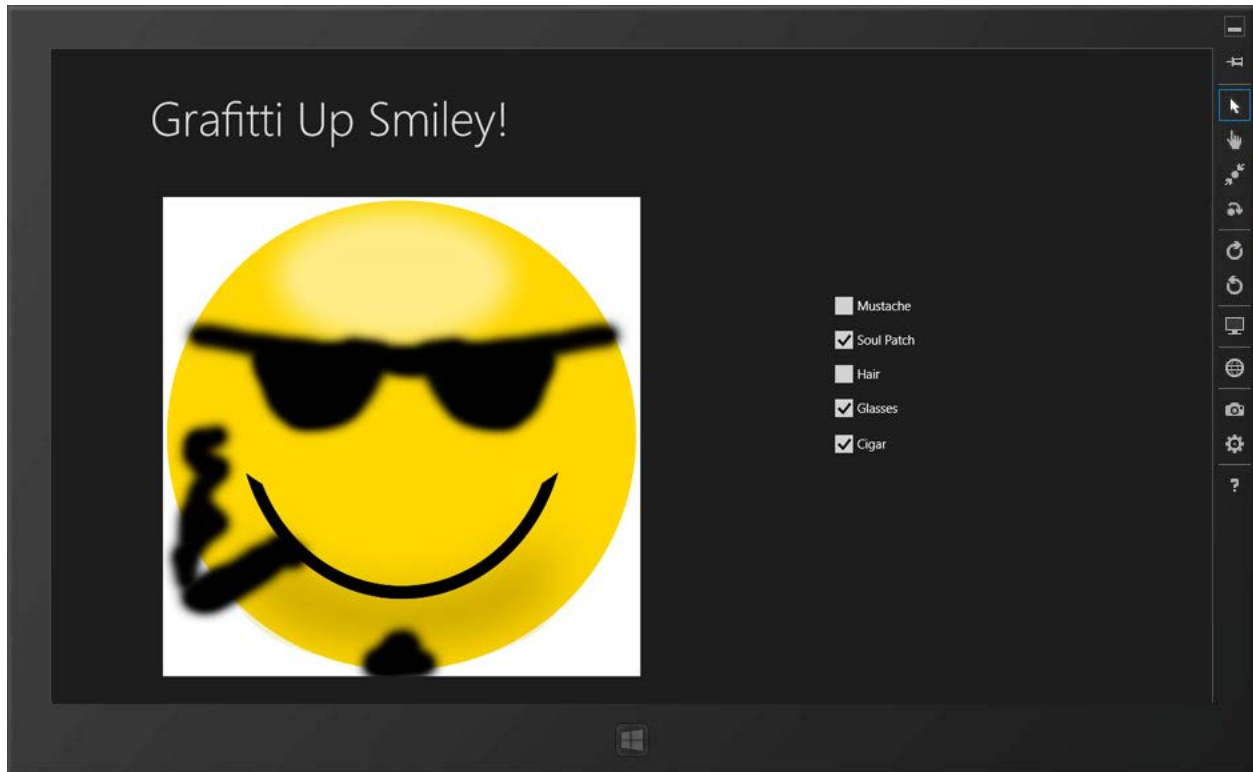 Grafitti Up Smiley!
Mustache
Soul Patch
Hair
Glasses
Cigar
?